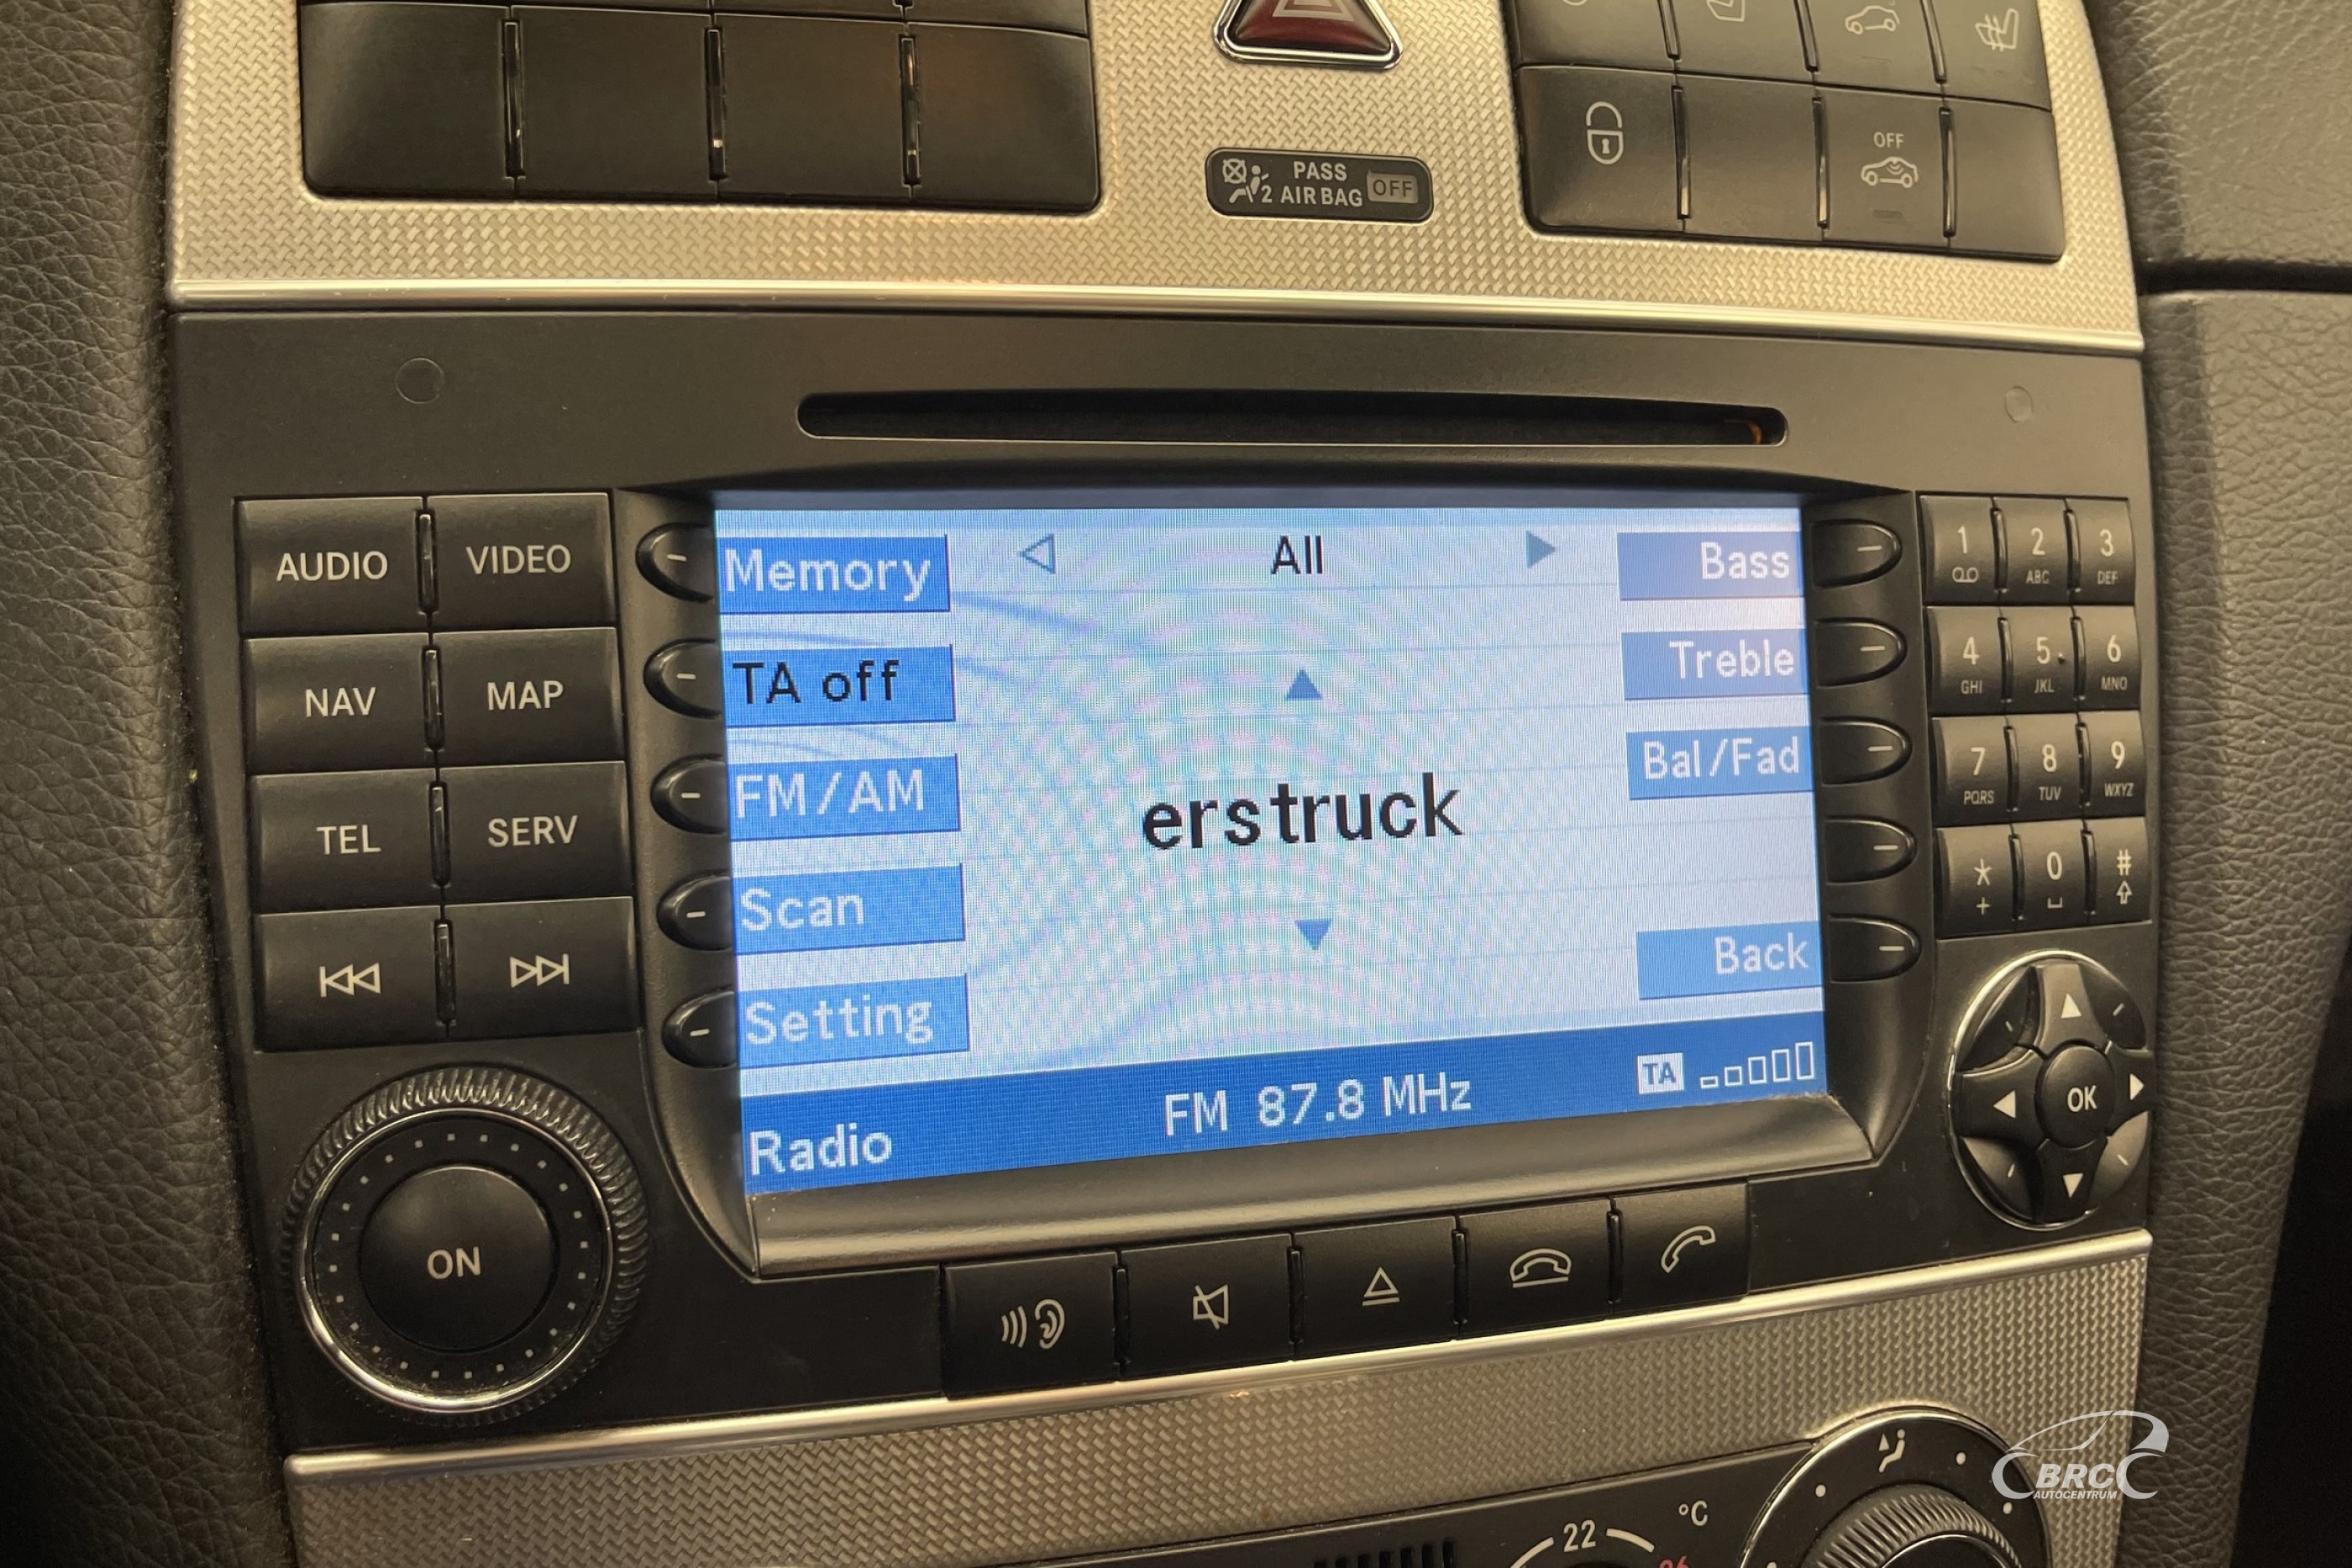 PASS
2 AIRBAG OFF
OFF
AUDIO
VIDEO
NAV
MAP
TEL
SERV
ON
Memory
TA off
FM/AM
Scan
Setting
All
erstruck
Bass
Treble
Bal/Fad
Back
Radio
FM 87.8 MHz
TA
1
2 ABC
3 DEF
4 GHI
5 JKL
6 MNO
7 PQRS
8 TUV
9 WXYZ
*
+
0
#
OK
22
°C
26
BRC
AUTOCENTRUM